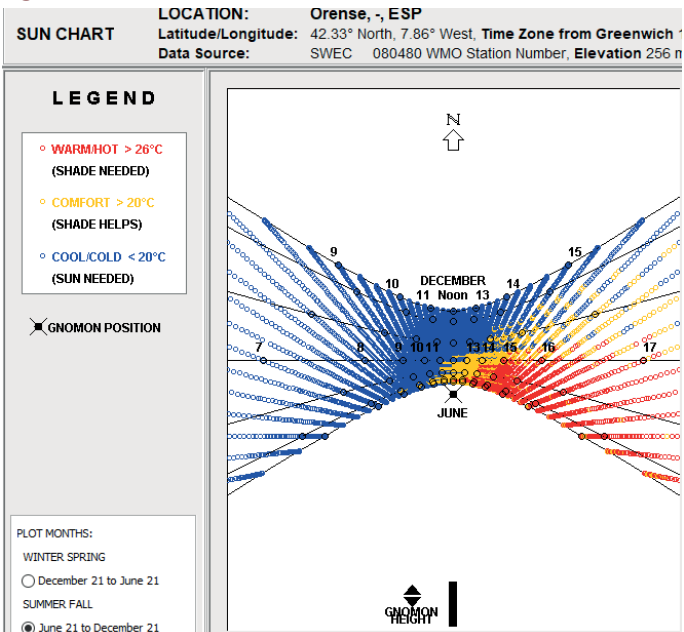 LOCATION: Orense, -, ESP
SUN CHART
Latitude/Longitude: 42.33° North, 7.86° West, Time Zone from Greenwich 1
Data Source: SWEC 080480 WMO Station Number, Elevation 256 m
LEGEND
WARM/HOT > 26°C
(SHADE NEEDED)
COMFORT > 20°C
(SHADE HELPS)
COOL/COLD < 20°C
(SUN NEEDED)
GNOMON POSITION
N
9 15
10 DECEMBER 14
11 Noon 13
7 8 9 10 11 13 14 15 16 17
JUNE
GNOMON
HEIGHT
PLOT MONTHS:
WINTER SPRING
December 21 to June 21
SUMMER FALL
June 21 to December 21